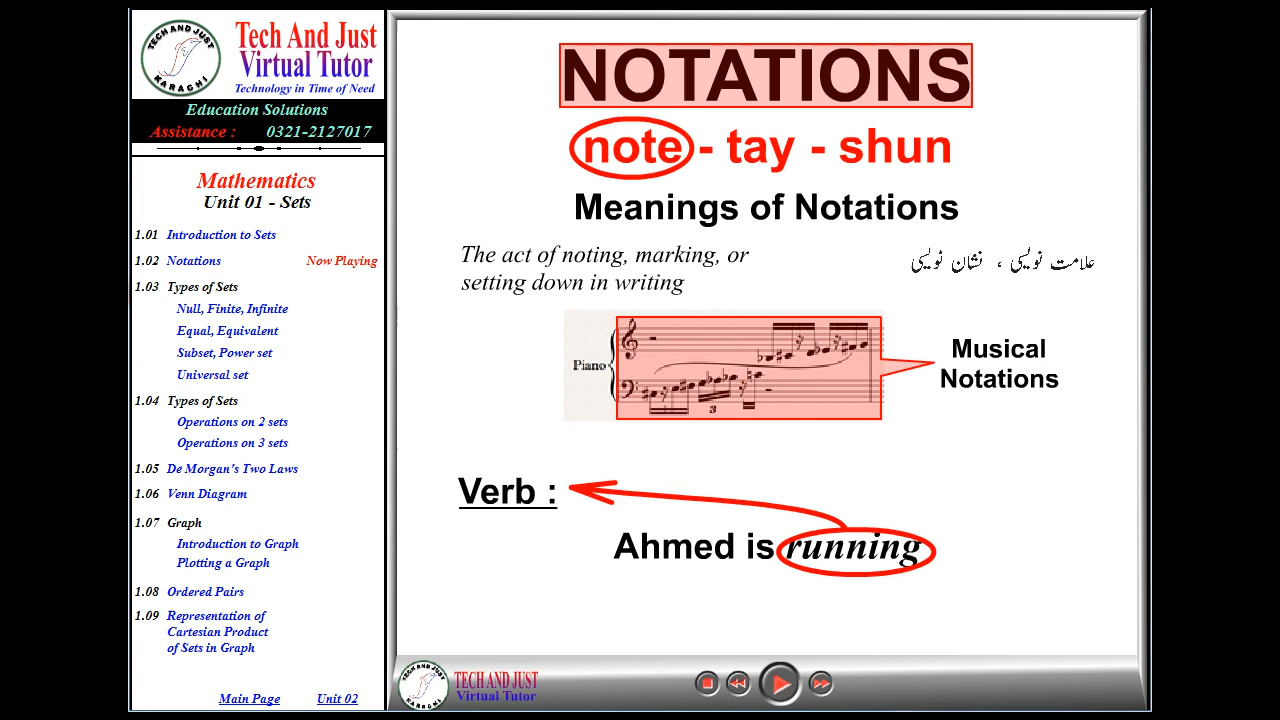 TECH AND JUST
KARACHI
Tech And Just
Virtual Tutor
Technology in Time of Need
Education Solutions
Assistance : 0321-2127017
Mathematics
Unit 01 - Sets
1.01 Introduction to Sets
1.02 Notations Now Playing
1.03 Types of Sets
Null, Finite, Infinite
Equal, Equivalent
Subset, Power set
Universal set
1.04 Types of Sets
Operations on 2 sets
Operations on 3 sets
1.05 De Morgan's Two Laws
1.06 Venn Diagram
1.07 Graph
Introduction to Graph
Plotting a Graph
1.08 Ordered Pairs
1.09 Representation of
Cartesian Product
of Sets in Graph
Main Page Unit 02
NOTATIONS
note - tay - shun
Meanings of Notations
The act of noting, marking, or
setting down in writing
علامت نویسی ، نشان نویسی
Piano
3
Musical
Notations
Verb :
Ahmed is running
TECH AND JUST
KARACHI
TECH AND JUST
Virtual Tutor